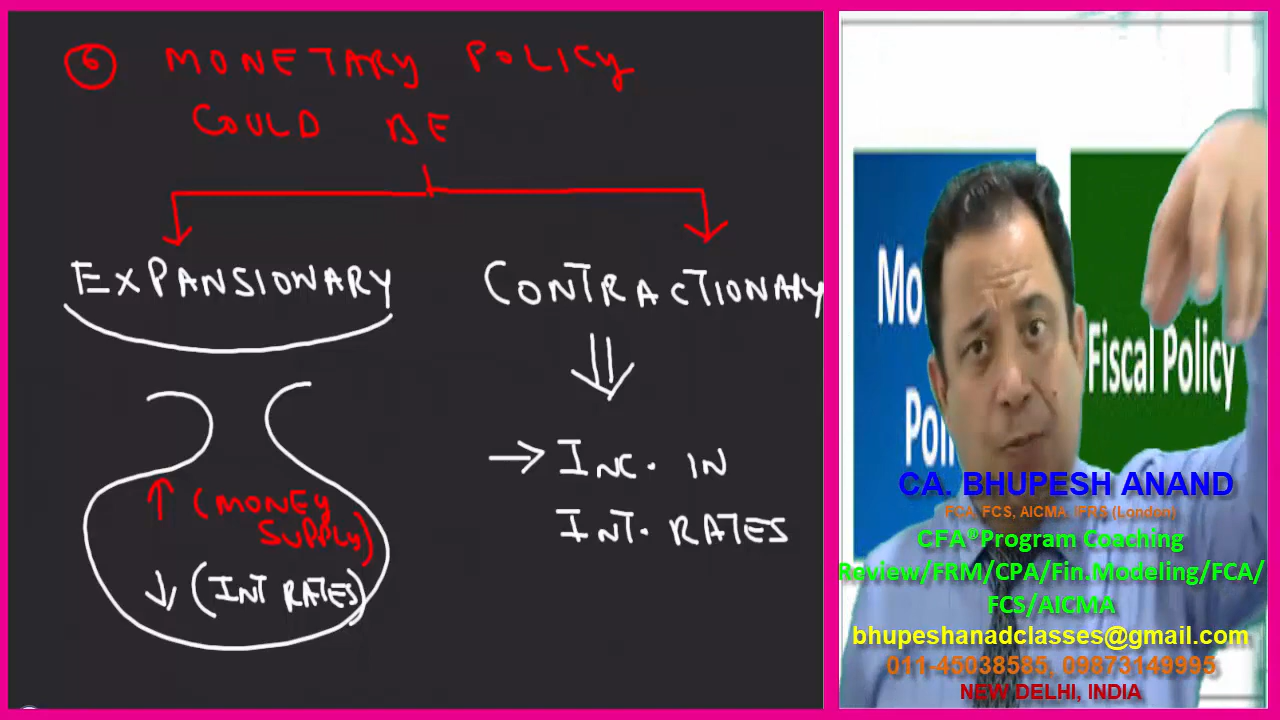 6 MONETARY POLICY
COULD BE
EXPANSIONARY
CONTRACTIONARY
↑ (MONEY
SUPPLY)
↓ (INT RATES)
→ INC. IN
INT. RATES
Fiscal Policy
CA. BHUPESH ANAND
FCA, FCS, AICMA, IFRS (London)
CFA®Program Coaching
Review/FRM/CPA/Fin.Modeling/FCA/
FCS/AICMA
bhupeshanadclasses@gmail.com
011-45038585, 09873149995
NEW DELHI, INDIA